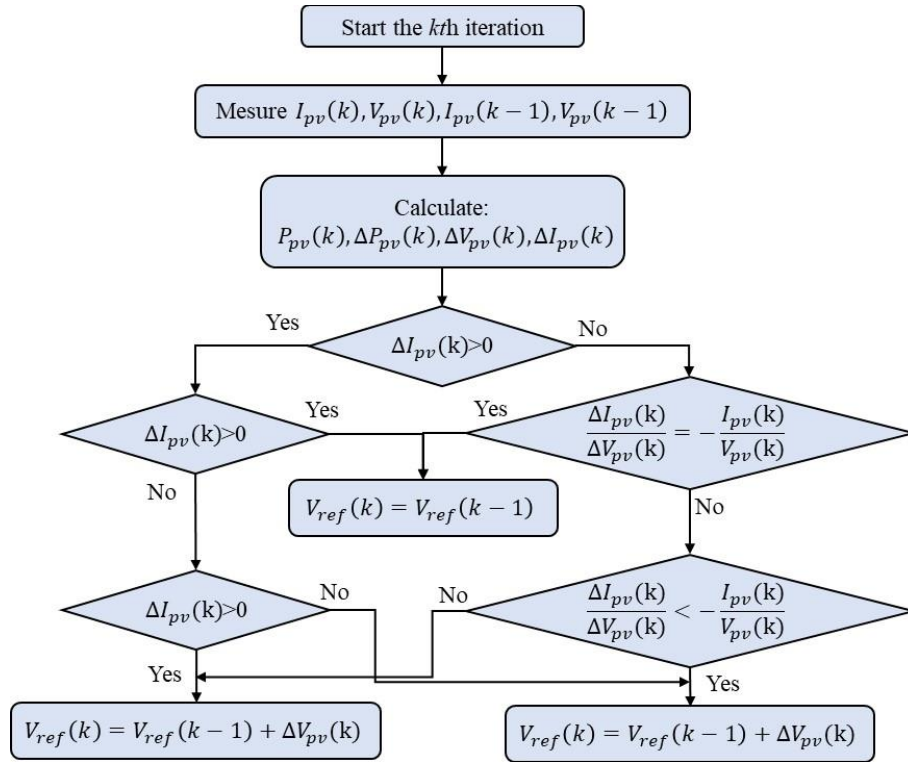 Start the kth iteration
Mesure I_pv(k), V_pv(k), I_pv(k − 1), V_pv(k − 1)
Calculate:
P_pv(k), ΔP_pv(k), ΔV_pv(k), ΔI_pv(k)
Yes
No
ΔI_pv(k)>0
ΔI_pv(k)>0
Yes
Yes
ΔI_pv(k)/ΔV_pv(k) = − I_pv(k)/V_pv(k)
No
V_ref(k) = V_ref(k − 1)
No
ΔI_pv(k)>0
No
No
ΔI_pv(k)/ΔV_pv(k) < − I_pv(k)/V_pv(k)
Yes
Yes
V_ref(k) = V_ref(k − 1) + ΔV_pv(k)
V_ref(k) = V_ref(k − 1) + ΔV_pv(k)